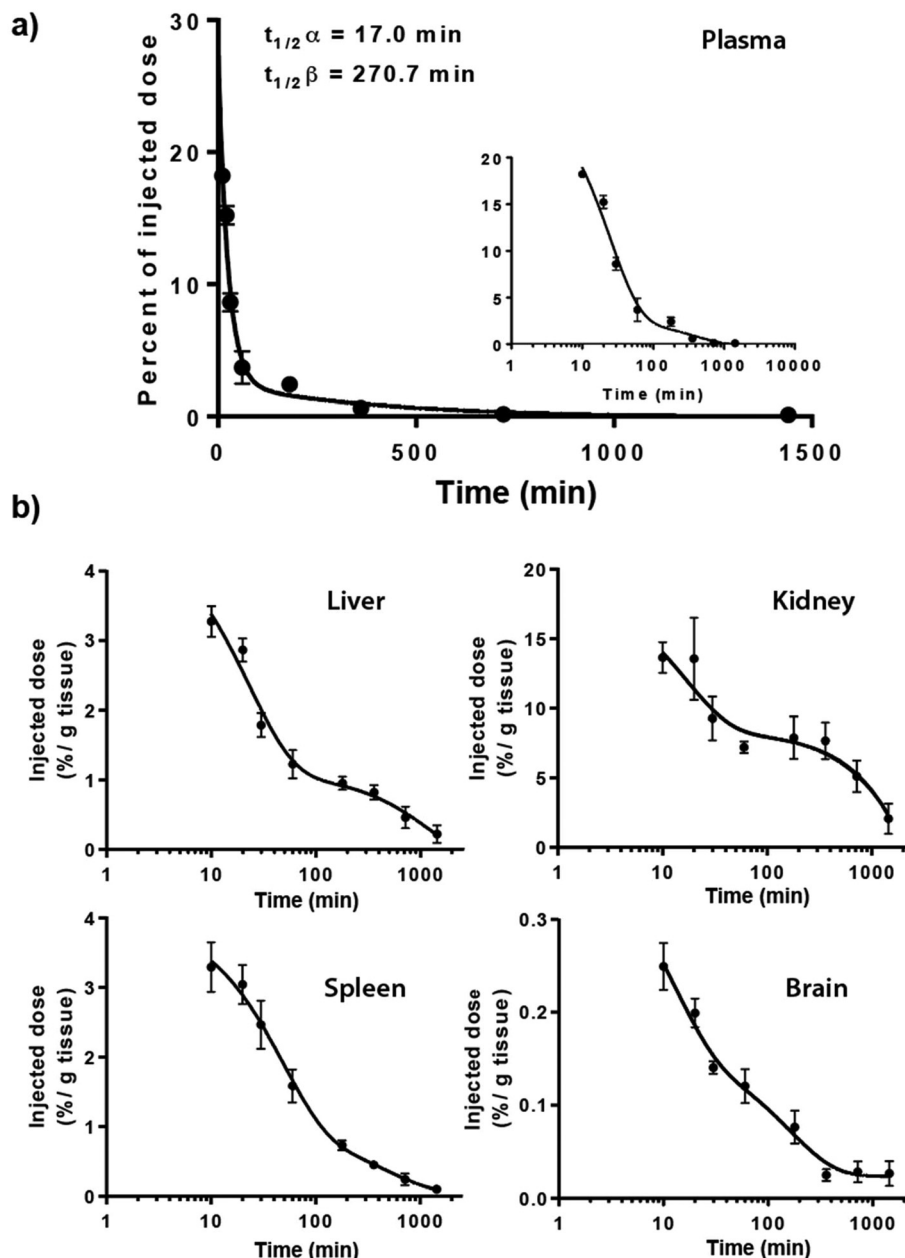 a)
t1/2 α = 17.0 min
t1/2 β = 270.7 min
Plasma
Percent of injected dose
30
20
10
0
0 500 1000 1500
Time (min)
20
15
10
5
0
1 10 100 1000 10000
Time (min)
b)
Liver
Injected dose
(%/ g tissue)
4
3
2
1
0
1 10 100 1000
Time (min)
Kidney
Injected dose
(%/ g tissue)
20
15
10
5
0
1 10 100 1000
Time (min)
Spleen
Injected dose
(%/ g tissue)
4
3
2
1
0
1 10 100 1000
Time (min)
Brain
Injected dose
(%/ g tissue)
0.3
0.2
0.1
0.0
1 10 100 1000
Time (min)